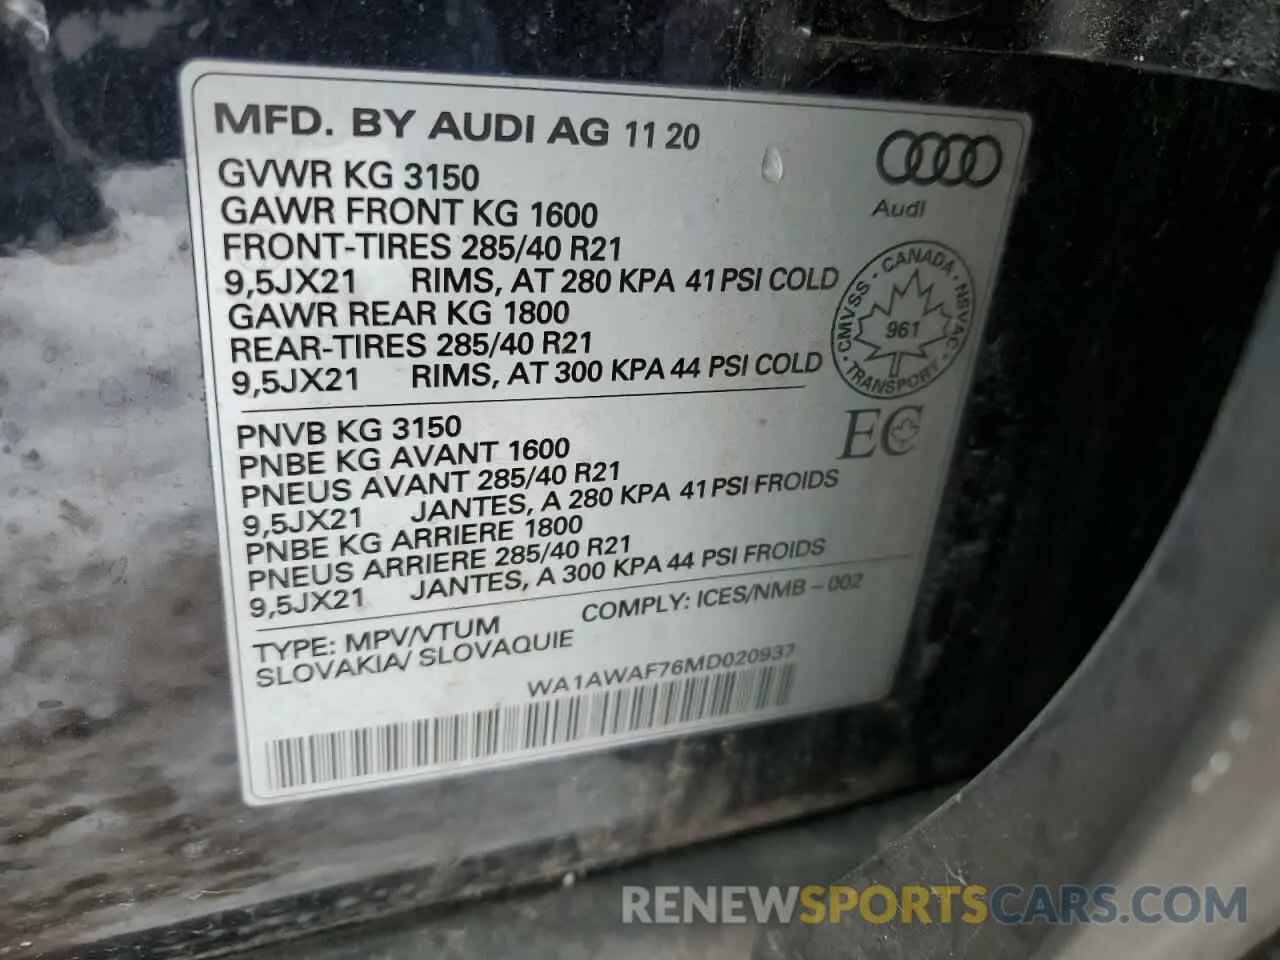 MFD. BY AUDI AG 11 20
GVWR KG 3150
GAWR FRONT KG 1600
FRONT-TIRES 285/40 R21
9,5JX21 RIMS, AT 280 KPA 41 PSI COLD
GAWR REAR KG 1800
REAR-TIRES 285/40 R21
9,5JX21 RIMS, AT 300 KPA 44 PSI COLD
Audi
CANADA · NSVAC · TRANSPORT · CMVSS ·
961
EC
PNVB KG 3150
PNBE KG AVANT 1600
PNEUS AVANT 285/40 R21
9,5JX21 JANTES, A 280 KPA 41 PSI FROIDS
PNBE KG ARRIERE 1800
PNEUS ARRIERE 285/40 R21
9,5JX21 JANTES, A 300 KPA 44 PSI FROIDS
TYPE: MPV/VTUM COMPLY: ICES/NMB-002
SLOVAKIA/ SLOVAQUIE
WA1AWAF76MD020937
RENEWSPORTSCARS.COM